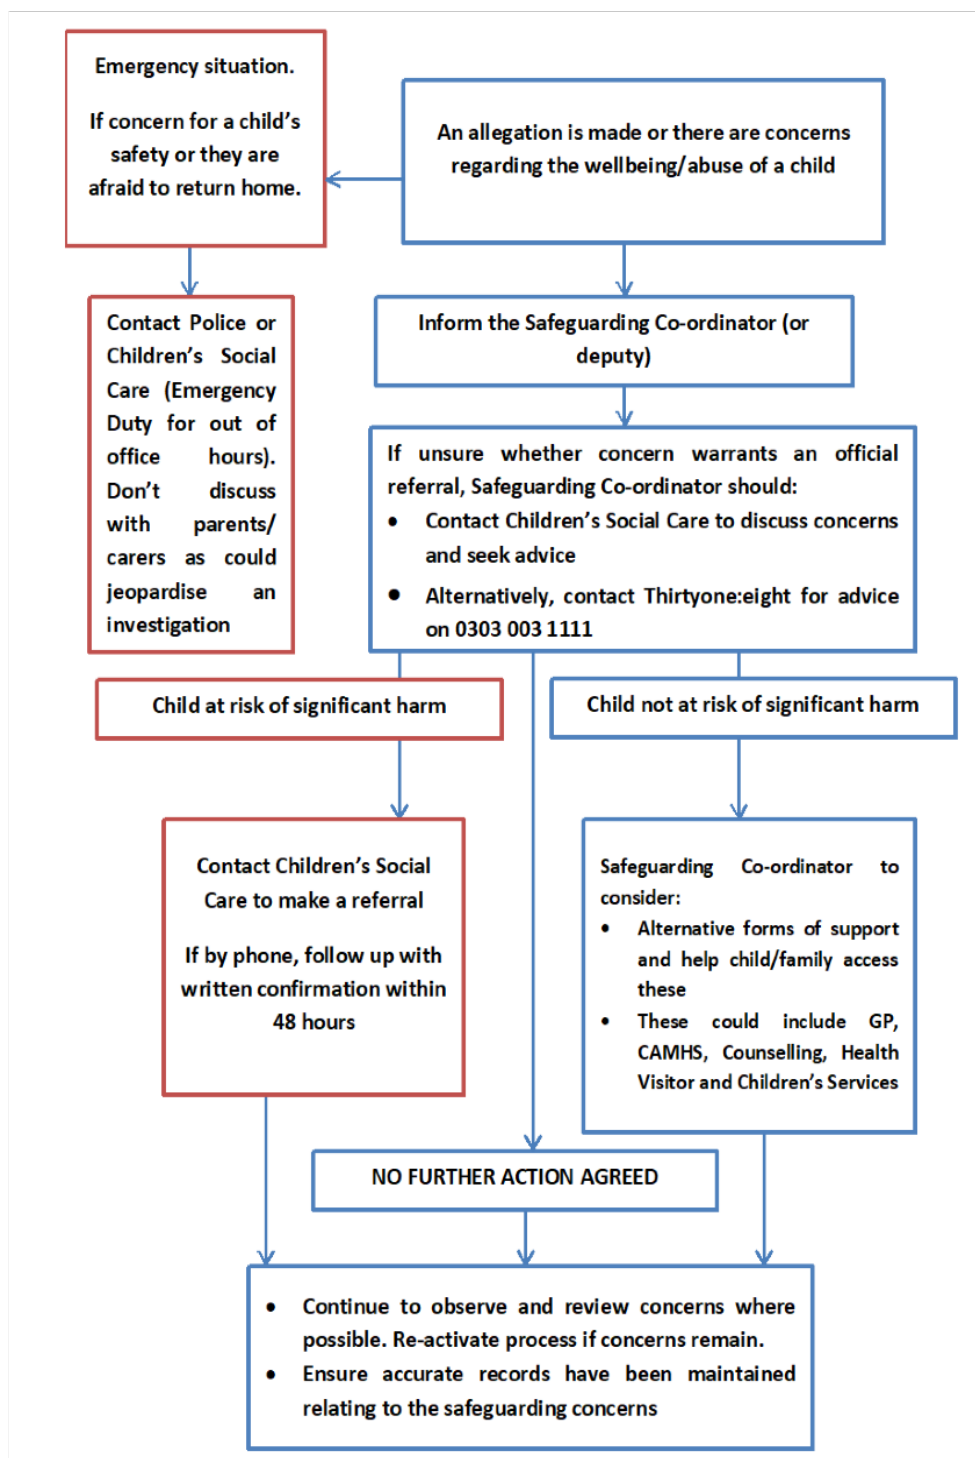 Emergency situation.
If concern for a child's
safety or they are
afraid to return home.
An allegation is made or there are concerns
regarding the wellbeing/abuse of a child
Contact Police or
Children's Social
Care (Emergency
Duty for out of
office hours).
Don't discuss
with parents/
carers as could
jeopardise an
investigation
Inform the Safeguarding Co-ordinator (or
deputy)
If unsure whether concern warrants an official
referral, Safeguarding Co-ordinator should:
• Contact Children's Social Care to discuss concerns
and seek advice
• Alternatively, contact Thirtyone:eight for advice
on 0303 003 1111
Child at risk of significant harm
Child not at risk of significant harm
Contact Children's Social
Care to make a referral
If by phone, follow up with
written confirmation within
48 hours
Safeguarding Co-ordinator to
consider:
• Alternative forms of support
and help child/family access
these
• These could include GP,
CAMHS, Counselling, Health
Visitor and Children's Services
NO FURTHER ACTION AGREED
• Continue to observe and review concerns where
possible. Re-activate process if concerns remain.
• Ensure accurate records have been maintained
relating to the safeguarding concerns